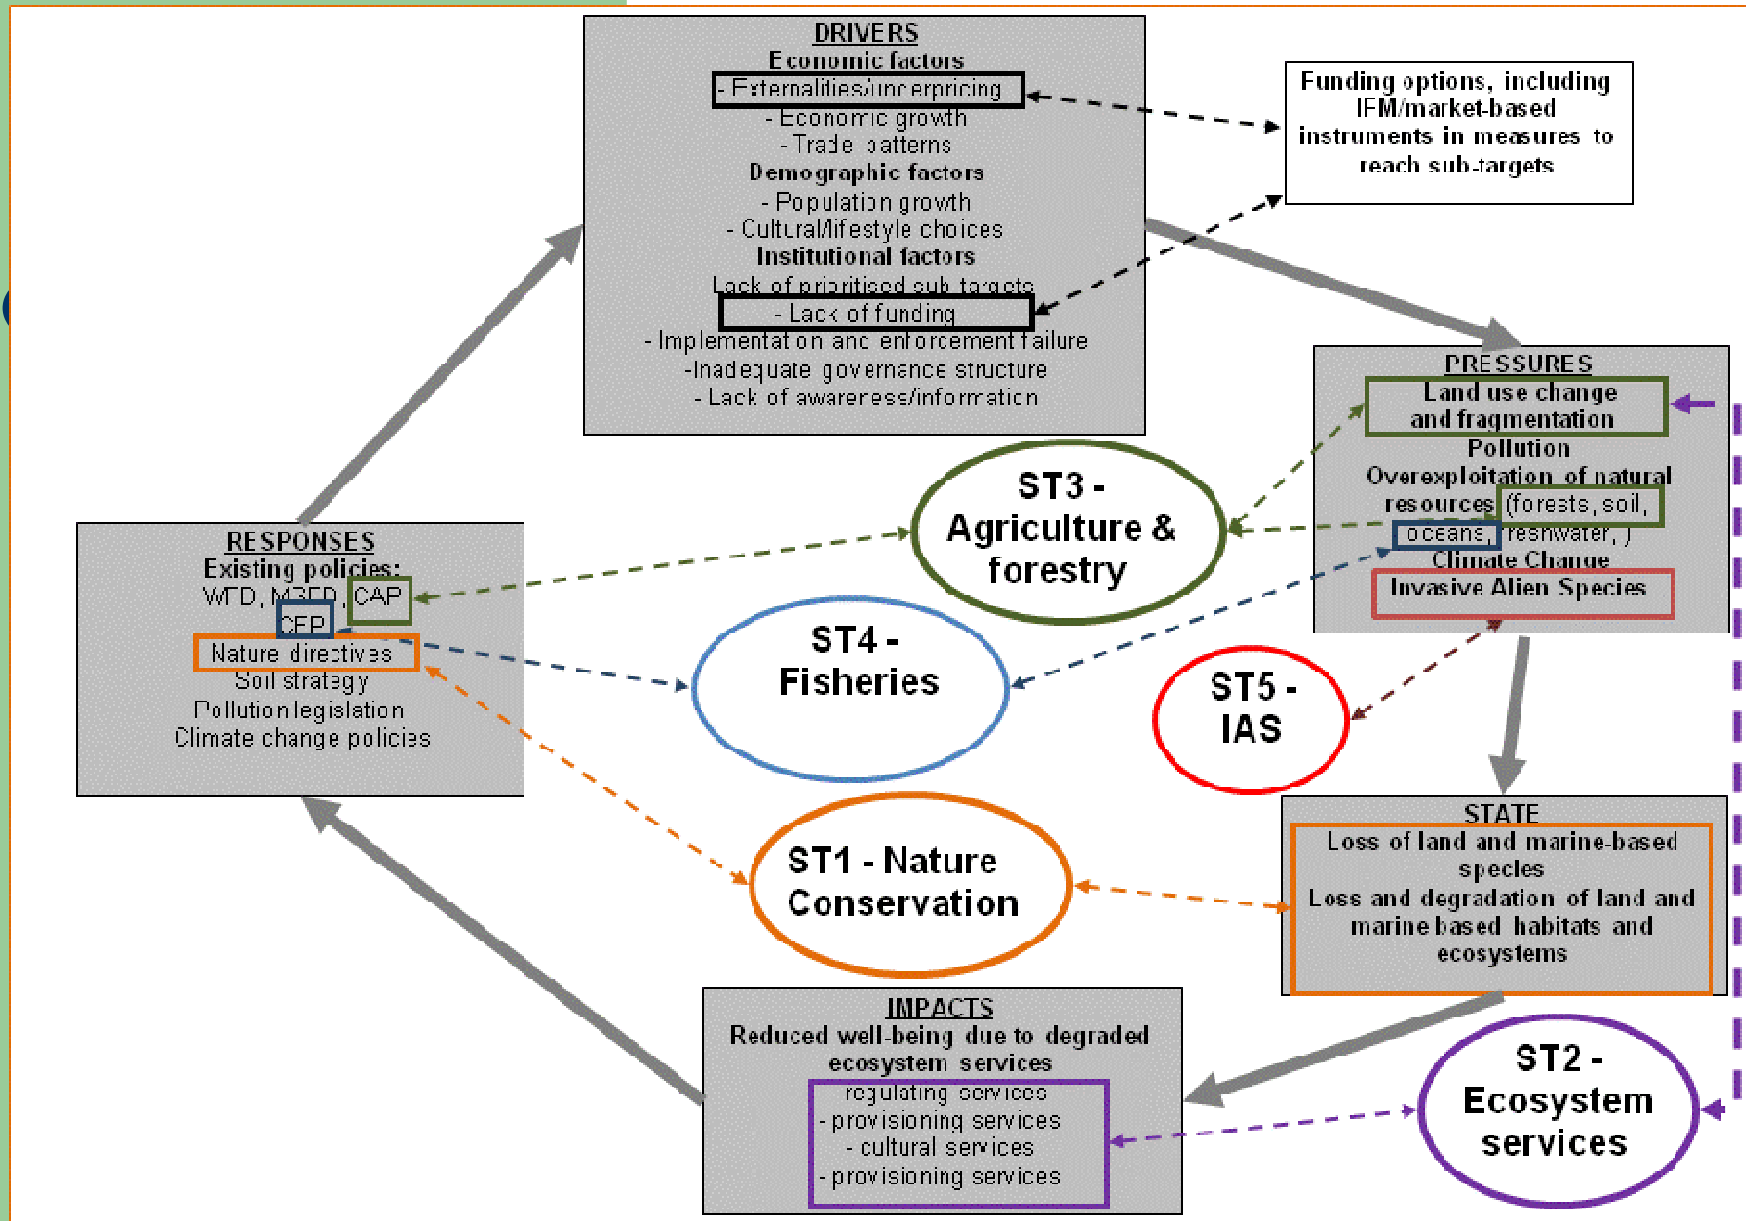 DRIVERS
Economic factors
- Externalities/underpricing
- Economic growth
- Trade patterns
Demographic factors
- Population growth
- Cultural/lifestyle choices
Institutional factors
Lack of prioritised sub targets
- Lack of funding
- Implementation and enforcement failure
-Inadequate governance structure
- Lack of awareness/information
Funding options, including
IFM/market-based
instruments in measures to
reach sub-targets
PRESSURES
Land use change
and fragmentation
Pollution
Overexploitation of natural
resources (forests, soil,
oceans, freshwater, )
Climate Change
Invasive Alien Species
ST3 -
Agriculture &
forestry
RESPONSES
Existing policies:
WFD, MSFD, CAP
CFP
Nature directives
Soil strategy
Pollution legislation
Climate change policies
ST4 -
Fisheries
ST5 -
IAS
ST1 - Nature
Conservation
STATE
Loss of land and marine-based
species
Loss and degradation of land and
marine based habitats and
ecosystems
IMPACTS
Reduced well-being due to degraded
ecosystem services
regulating services
- provisioning services
- cultural services
- provisioning services
ST2 -
Ecosystem
services